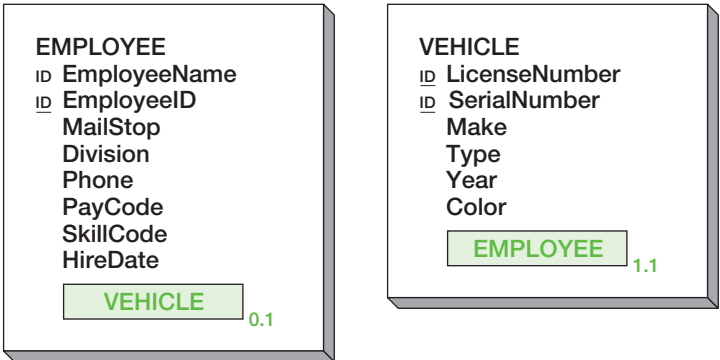 EMPLOYEE
ID EmployeeName
ID EmployeeID
MailStop
Division
Phone
PayCode
SkillCode
HireDate
VEHICLE
0.1
VEHICLE
ID LicenseNumber
ID SerialNumber
Make
Type
Year
Color
EMPLOYEE
1.1